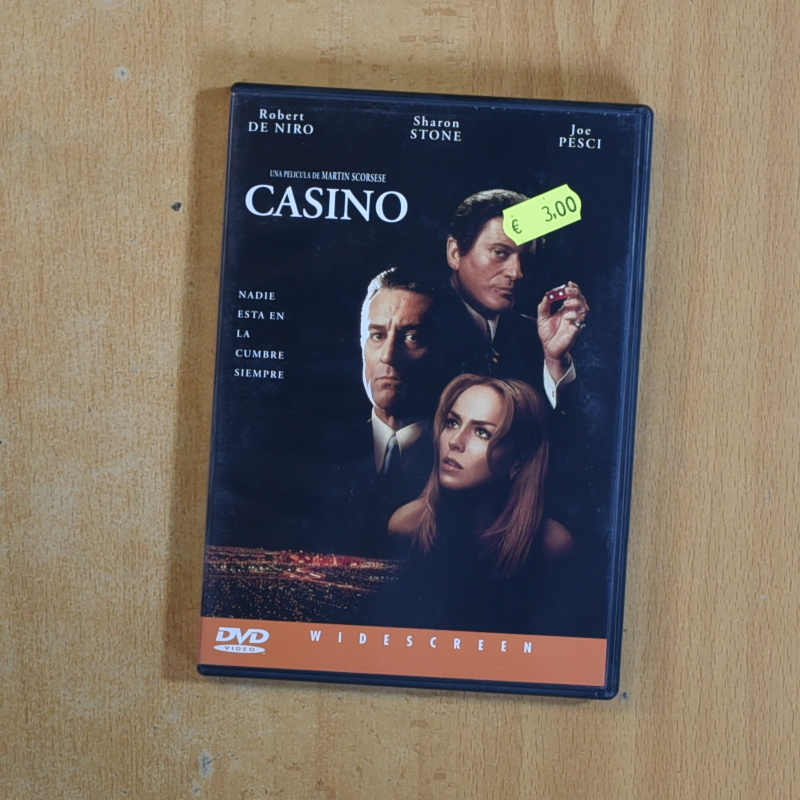 Robert
DE NIRO
Sharon
STONE
Joe
PESCI
UNA PELICULA DE MARTIN SCORSESE
CASINO
€ 3,00
NADIE
ESTA EN
LA
CUMBRE
SIEMPRE
DVD
VIDEO
WIDESCREEN